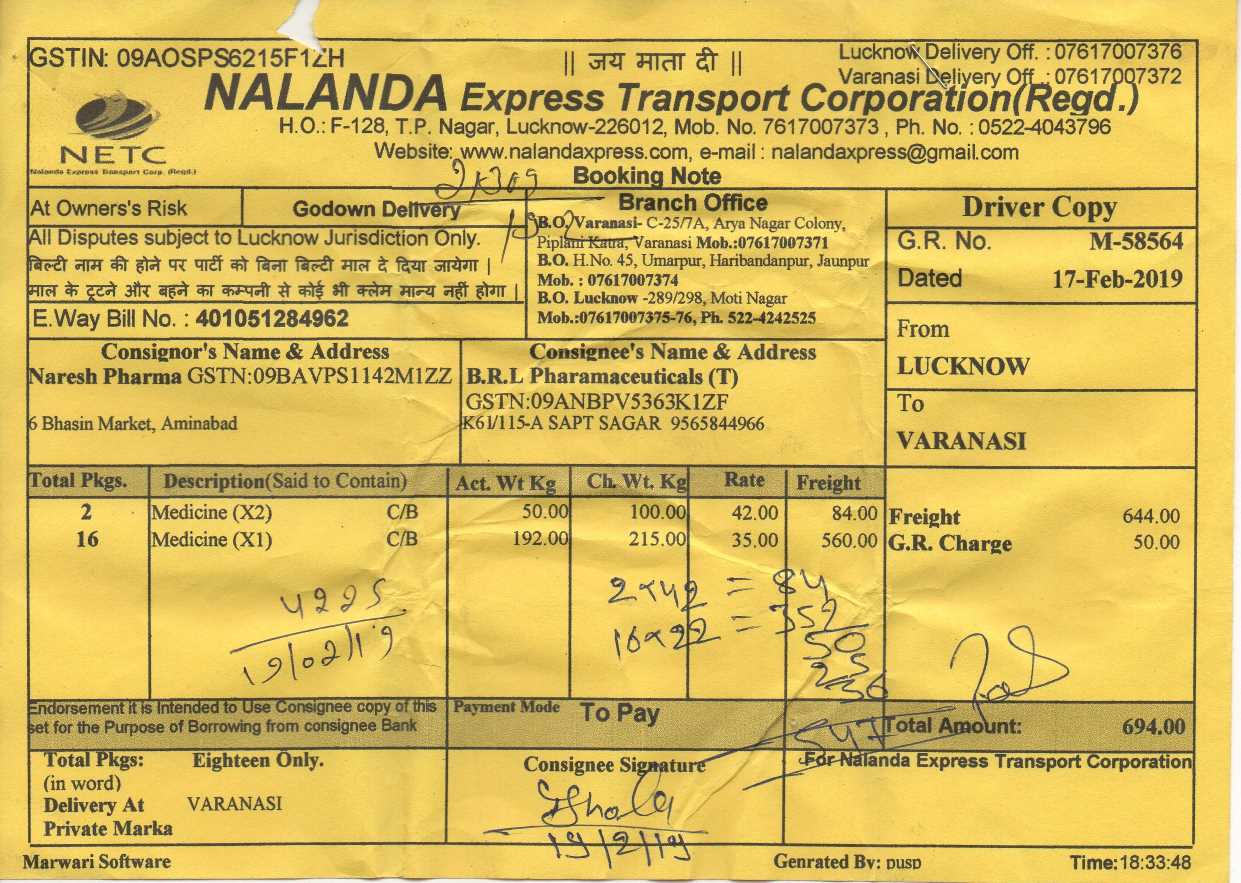 GSTIN: 09AOSPS6215F1ZH
|| जय माता दी ||
Lucknow Delivery Off. : 07617007376
Varanasi Delivery Off. : 07617007372
NALANDA Express Transport Corporation(Regd.)
H.O.: F-128, T.P. Nagar, Lucknow-226012, Mob. No. 7617007373 , Ph. No. : 0522-4043796
Website: www.nalandaxpress.com, e-mail : nalandaxpress@gmail.com
NETC
Nalanda Express Transport Corp. (Regd.)
Booking Note
At Owners's Risk
Godown Delivery
All Disputes subject to Lucknow Jurisdiction Only.
बिल्टी नाम की होने पर पार्टी को बिना बिल्टी माल दे दिया जायेगा |
माल के टूटने और बहने का कम्पनी से कोई भी क्लेम मान्य नहीं होगा |
E.Way Bill No. : 401051284962
Branch Office
B.O. Varanasi- C-25/7A, Arya Nagar Colony,
Piplani Katra, Varanasi Mob.:07617007371
B.O. H.No. 45, Umarpur, Haribandanpur, Jaunpur
Mob. : 07617007374
B.O. Lucknow -289/298, Moti Nagar
Mob.:07617007375-76, Ph. 522-4242525
Driver Copy
G.R. No. M-58564
Dated 17-Feb-2019
From
LUCKNOW
To
VARANASI
Consignor's Name & Address
Naresh Pharma GSTN:09BAVPS1142M1ZZ
6 Bhasin Market, Aminabad
Consignee's Name & Address
B.R.L Pharamaceuticals (T)
GSTN:09ANBPV5363K1ZF
K61/115-A SAPT SAGAR 9565844966
Total Pkgs. Description(Said to Contain) Act. Wt Kg Ch. Wt. Kg Rate Freight
2 Medicine (X2) C/B 50.00 100.00 42.00 84.00
16 Medicine (X1) C/B 192.00 215.00 35.00 560.00
Freight 644.00
G.R. Charge 50.00
4225
19/02/19
2x42 = 84
16x22 = 352
50
547
Endorsement it is Intended to Use Consignee copy of this
set for the Purpose of Borrowing from consignee Bank
Payment Mode To Pay
Total Amount: 694.00
Total Pkgs: Eighteen Only.
(in word)
Delivery At VARANASI
Private Marka
Consignee Signature
19/2/19
For Nalanda Express Transport Corporation
Marwari Software
Genrated By: pusp
Time:18:33:48